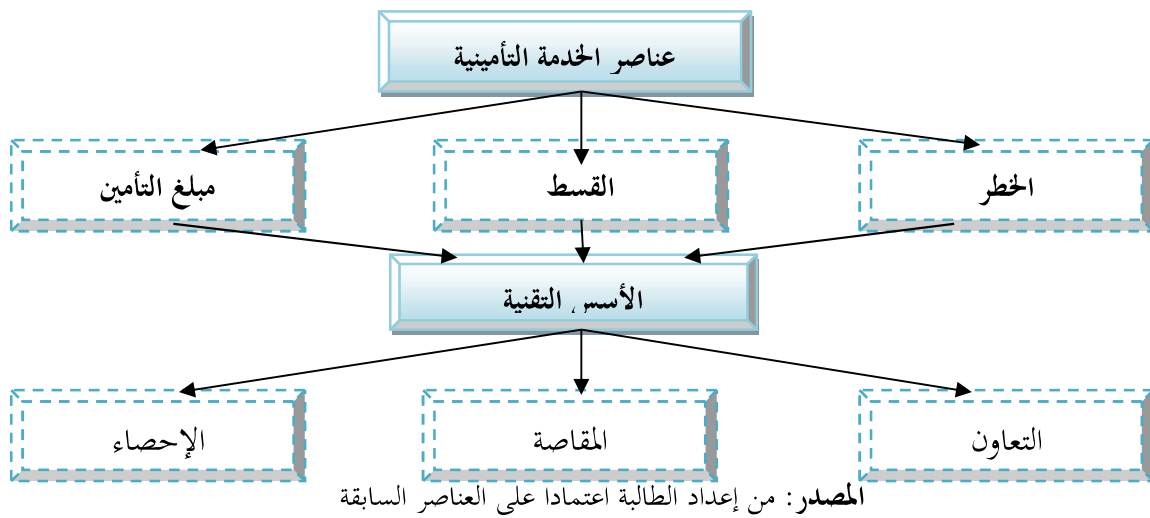 عناصر الخدمة التأمينية
الخطر
القسط
مبلغ التأمين
الأسس التقنية
التعاون
المقاصة
الإحصاء
المصدر: من إعداد الطالبة اعتمادا على العناصر السابقة